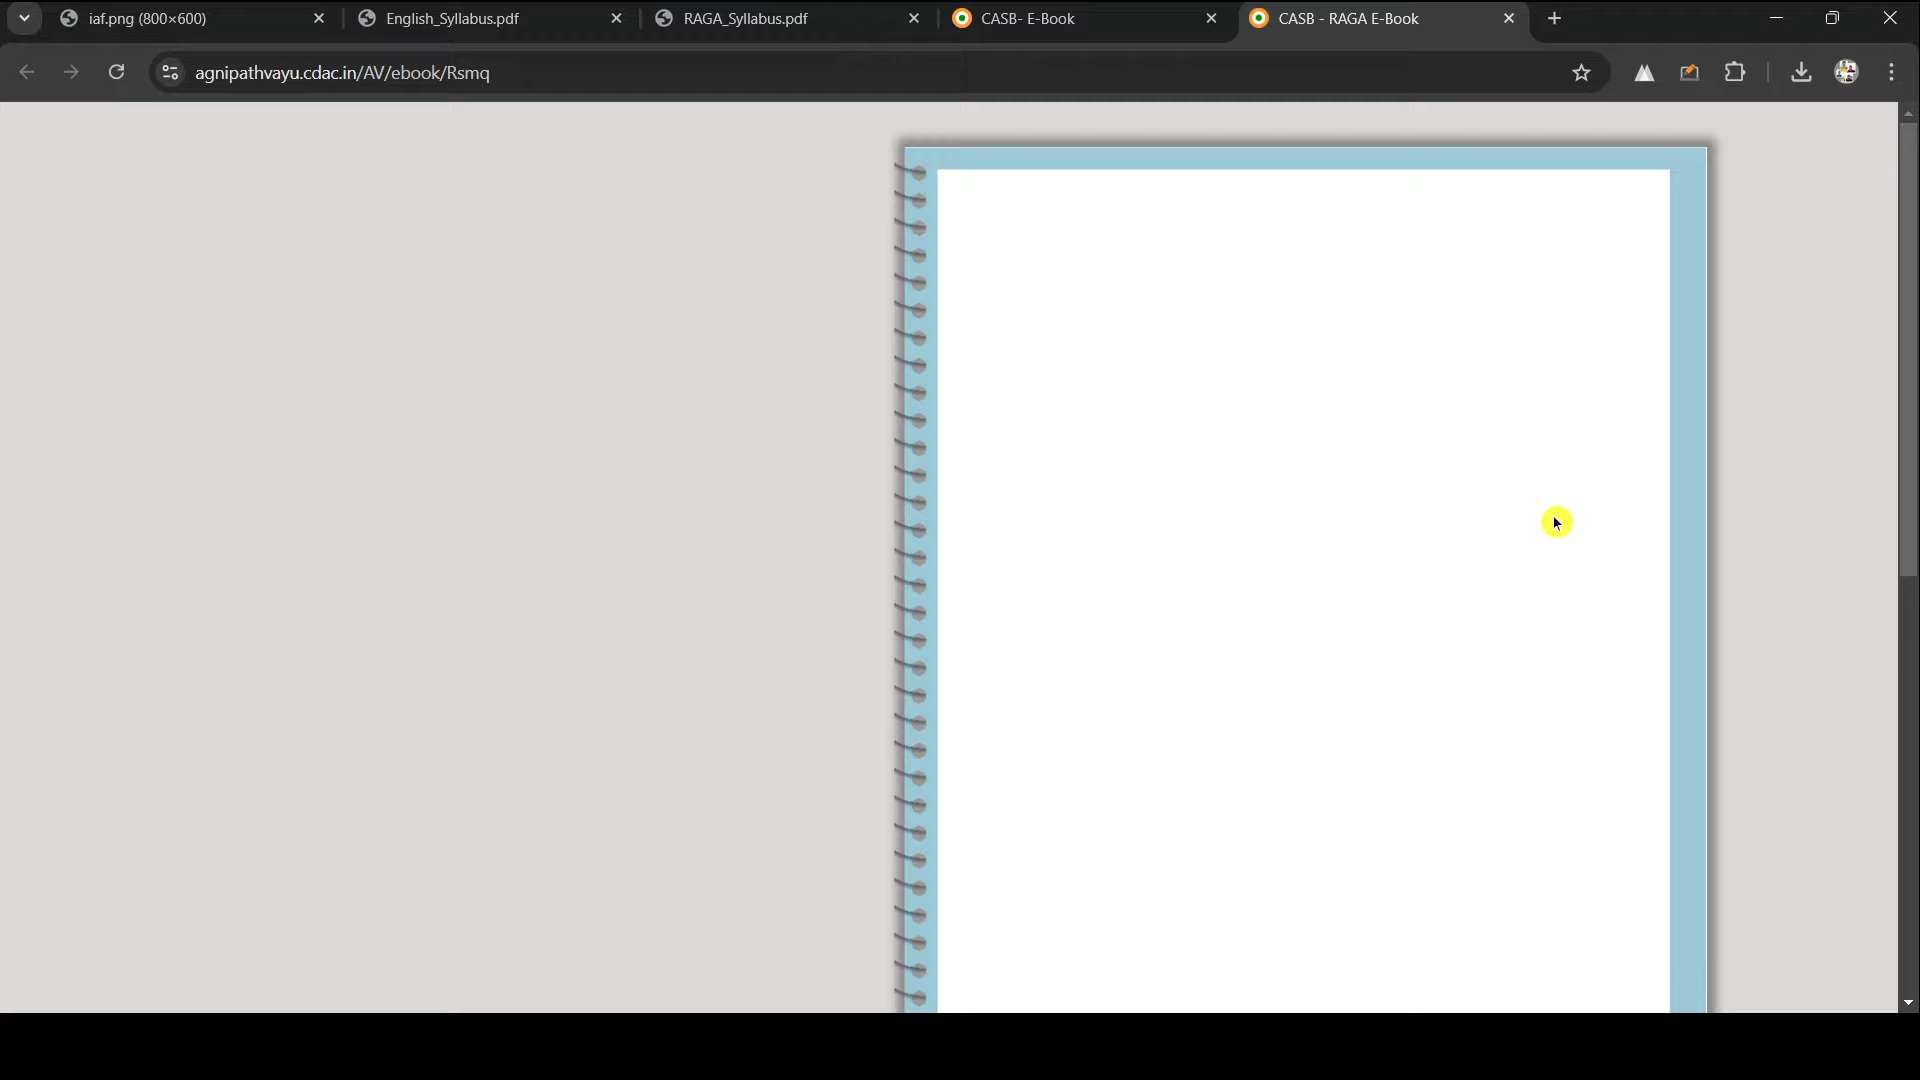 iaf.png (800×600)
English_Syllabus.pdf
RAGA_Syllabus.pdf
CASB- E-Book
CASB - RAGA E-Book
agnipathvayu.cdac.in/AV/ebook/Rsmq